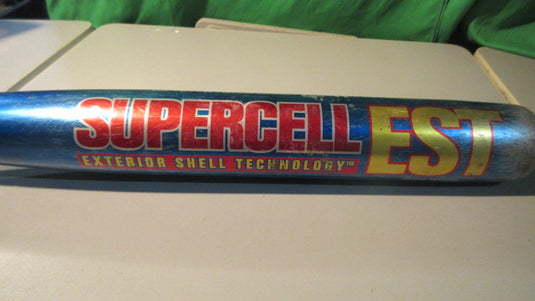 SUPERCELL EST
EXTERIOR SHELL TECHNOLOGY™